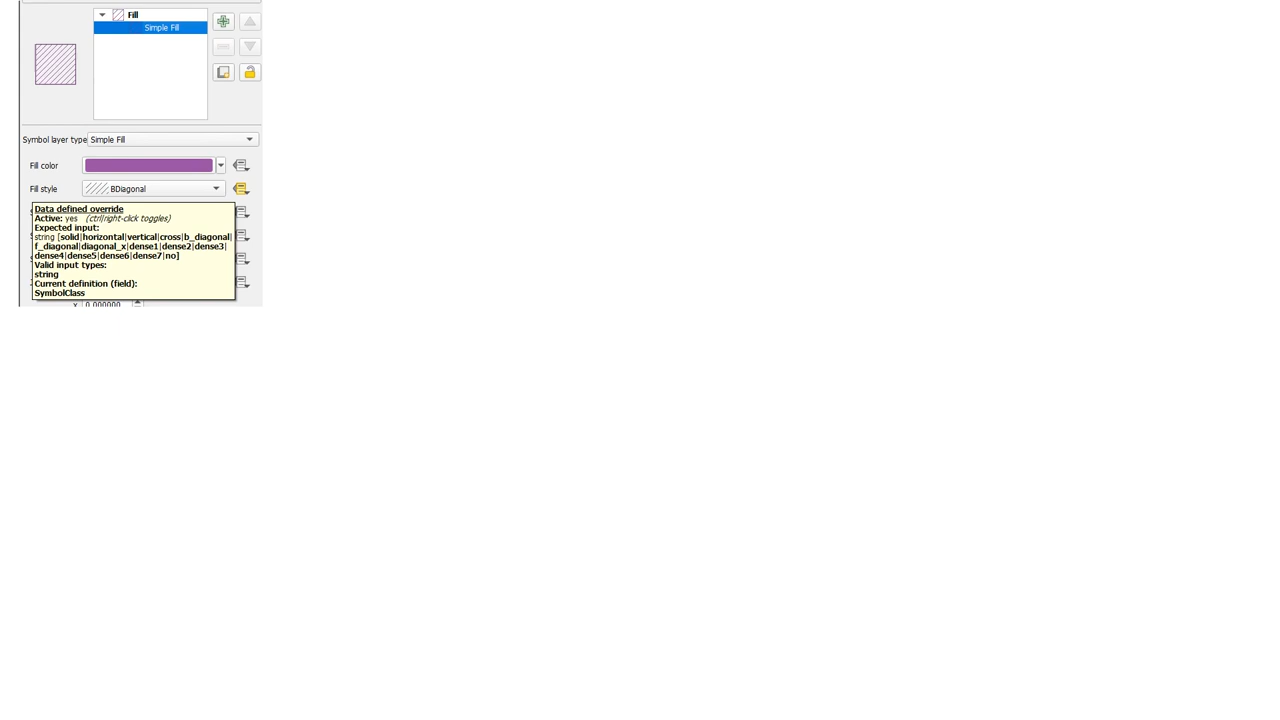 Fill
Simple Fill
Symbol layer type Simple Fill
Fill color
Fill style BDiagonal
Data defined override
Active: yes (ctrl|right-click toggles)
Expected input:
string [solid|horizontal|vertical|cross|b_diagonal|
f_diagonal|diagonal_x|dense1|dense2|dense3|
dense4|dense5|dense6|dense7|no]
Valid input types:
string
Current definition (field):
SymbolClass
x 0.000000